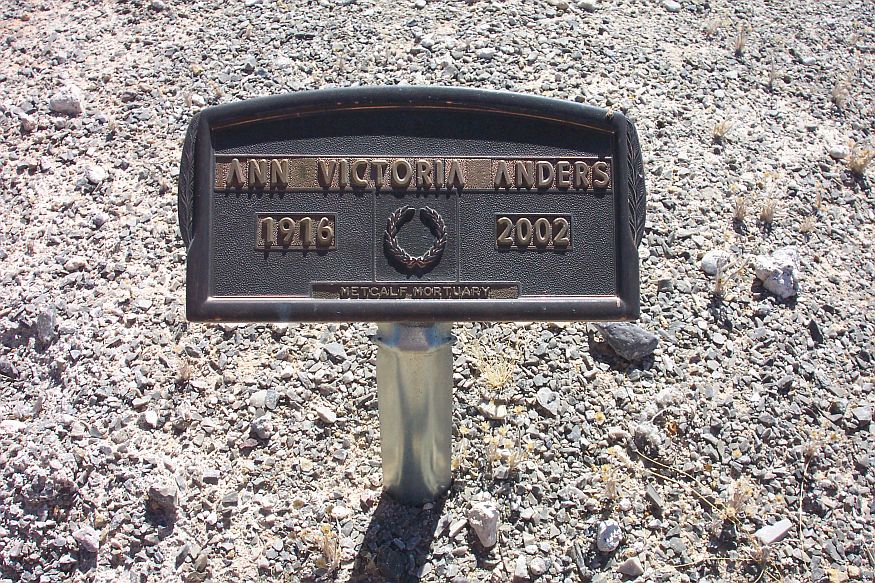 ANN VICTORIA ANDERS
1916 2002
METCALF MORTUARY